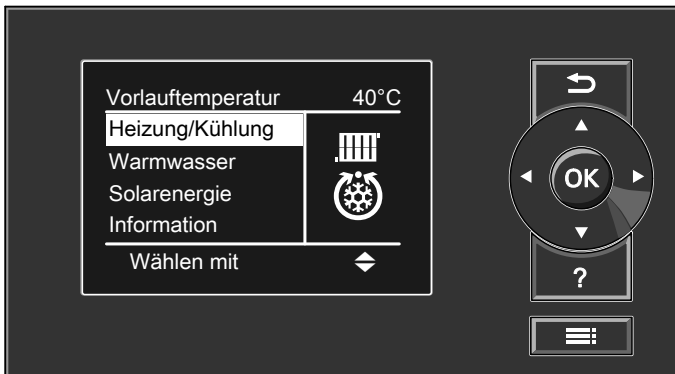 Vorlauftemperatur 40°C
Heizung/Kühlung
Warmwasser
Solarenergie
Information
Wählen mit
OK
?